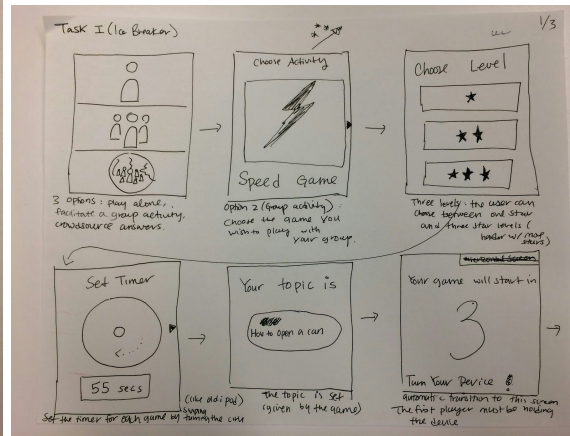 Task I (Ice Breaker)
1/3
Choose Activity
Speed Game
Choose Level
3 options: play alone,
facilitate a group activity,
crowdsource answers.
Option 2 (Group activity):
Choose the game you
wish to play with
your group.
Three levels: the user can
choose between one star
and three star levels (
harder w/ more
stars)
Set Timer
55 secs
Set the timer for each game by turning the
(like old ipad)
Your topic is
How to open a can
The topic is set
(given by the game)
Your game will start in
3
Turn Your Device!
automatic transition to this screen
The first player must be holding
the device